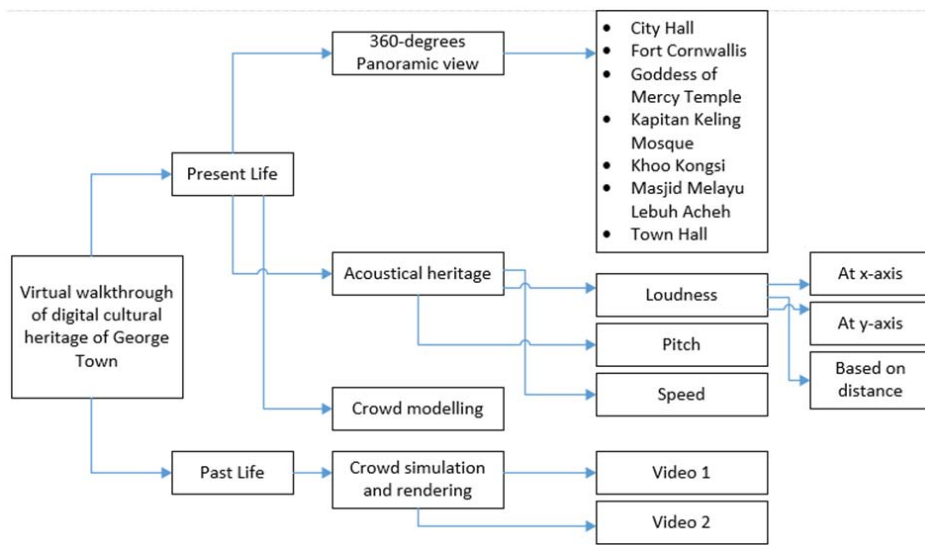 360-degrees
Panoramic view
• City Hall
• Fort Cornwallis
• Goddess of
Mercy Temple
• Kapitan Keling
Mosque
• Khoo Kongsi
• Masjid Melayu
Lebuh Acheh
• Town Hall
Present Life
Virtual walkthrough
of digital cultural
heritage of George
Town
Acoustical heritage
Loudness
At x-axis
At y-axis
Based on
distance
Pitch
Speed
Crowd modelling
Past Life
Crowd simulation
and rendering
Video 1
Video 2